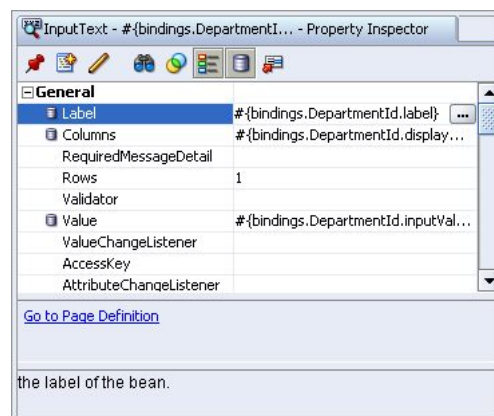 InputText - #{bindings.DepartmentI... - Property Inspector
General
Label #{bindings.DepartmentId.label} ...
Columns #{bindings.DepartmentId.display...
RequiredMessageDetail
Rows 1
Validator
Value #{bindings.DepartmentId.inputVal...
ValueChangeListener
AccessKey
AttributeChangeListener
Go to Page Definition
the label of the bean.